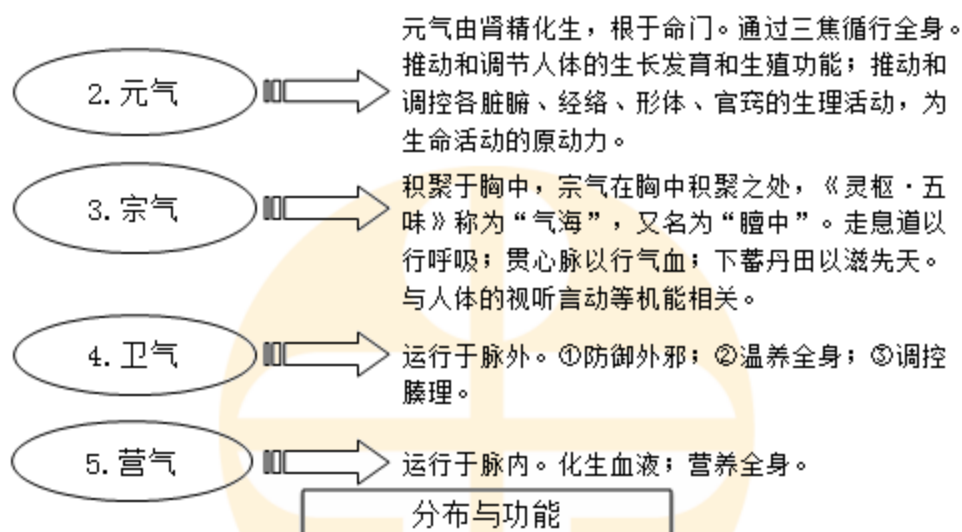 元气由肾精化生，根于命门。通过三焦循行全身。
2. 元气
推动和调节人体的生长发育和生殖功能；推动和
调控各脏腑、经络、形体、官窍的生理活动，为
生命活动的原动力。
3. 宗气
积聚于胸中，宗气在胸中积聚之处，《灵枢·五
味》称为“气海”，又名为“膻中”。走息道以
行呼吸；贯心脉以行气血；下蓄丹田以滋先天。
与人体的视听言动等机能相关。
4. 卫气
运行于脉外。①防御外邪；②温养全身；③调控
腠理。
5. 营气
运行于脉内。化生血液；营养全身。
分布与功能